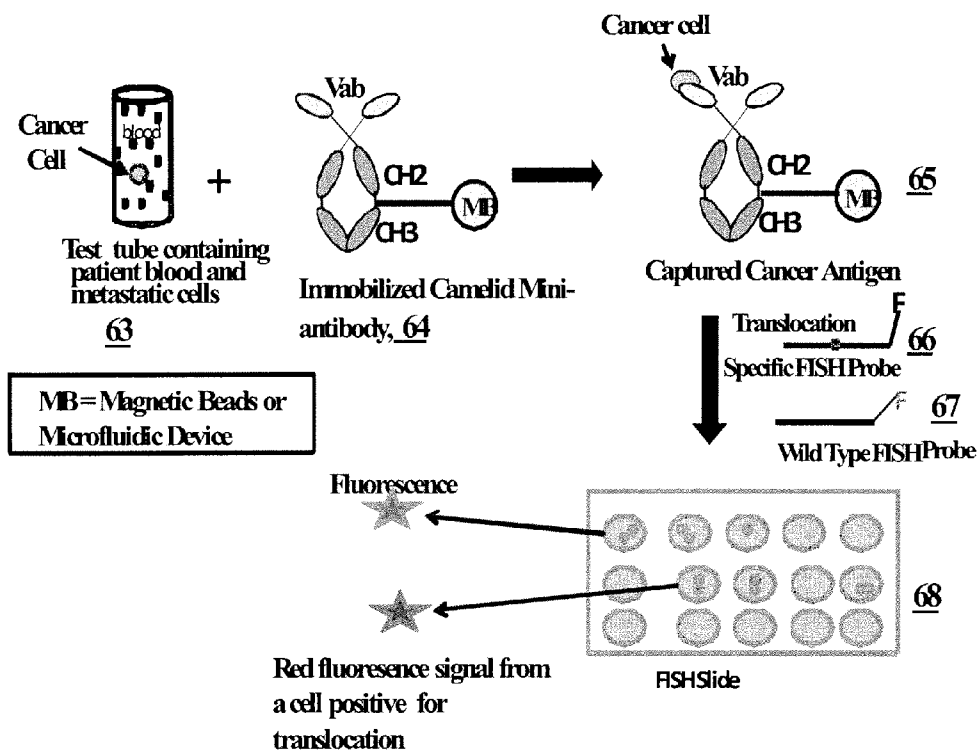 Cancer cell
Vab
blood
Cancer
Cell
+
CH2
MB
CH3
Test tube containing
patient blood and
metastatic cells
63
Vab
Immobilized Camelid Mini-
antibody, 64
CH2
MB
CH3
65
Captured Cancer Antigen
MB = Magnetic Beads or
Microfluidic Device
F
Translocation
Specific FISH Probe
66
F
67
Wild Type FISH Probe
Fluorescence
68
Red fluoresence signal from
a cell positive for
translocation
FISH Slide